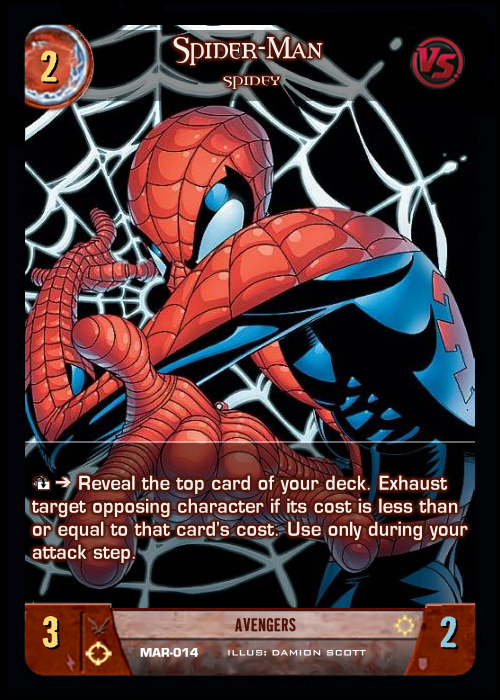 2
Spider-Man
VS
Spidey
➔ Reveal the top card of your deck. Exhaust
target opposing character if its cost is less than
or equal to that card's cost. Use only during your
attack step.
3
AVENGERS
2
MAR-014 ILLUS: DAMION SCOTT